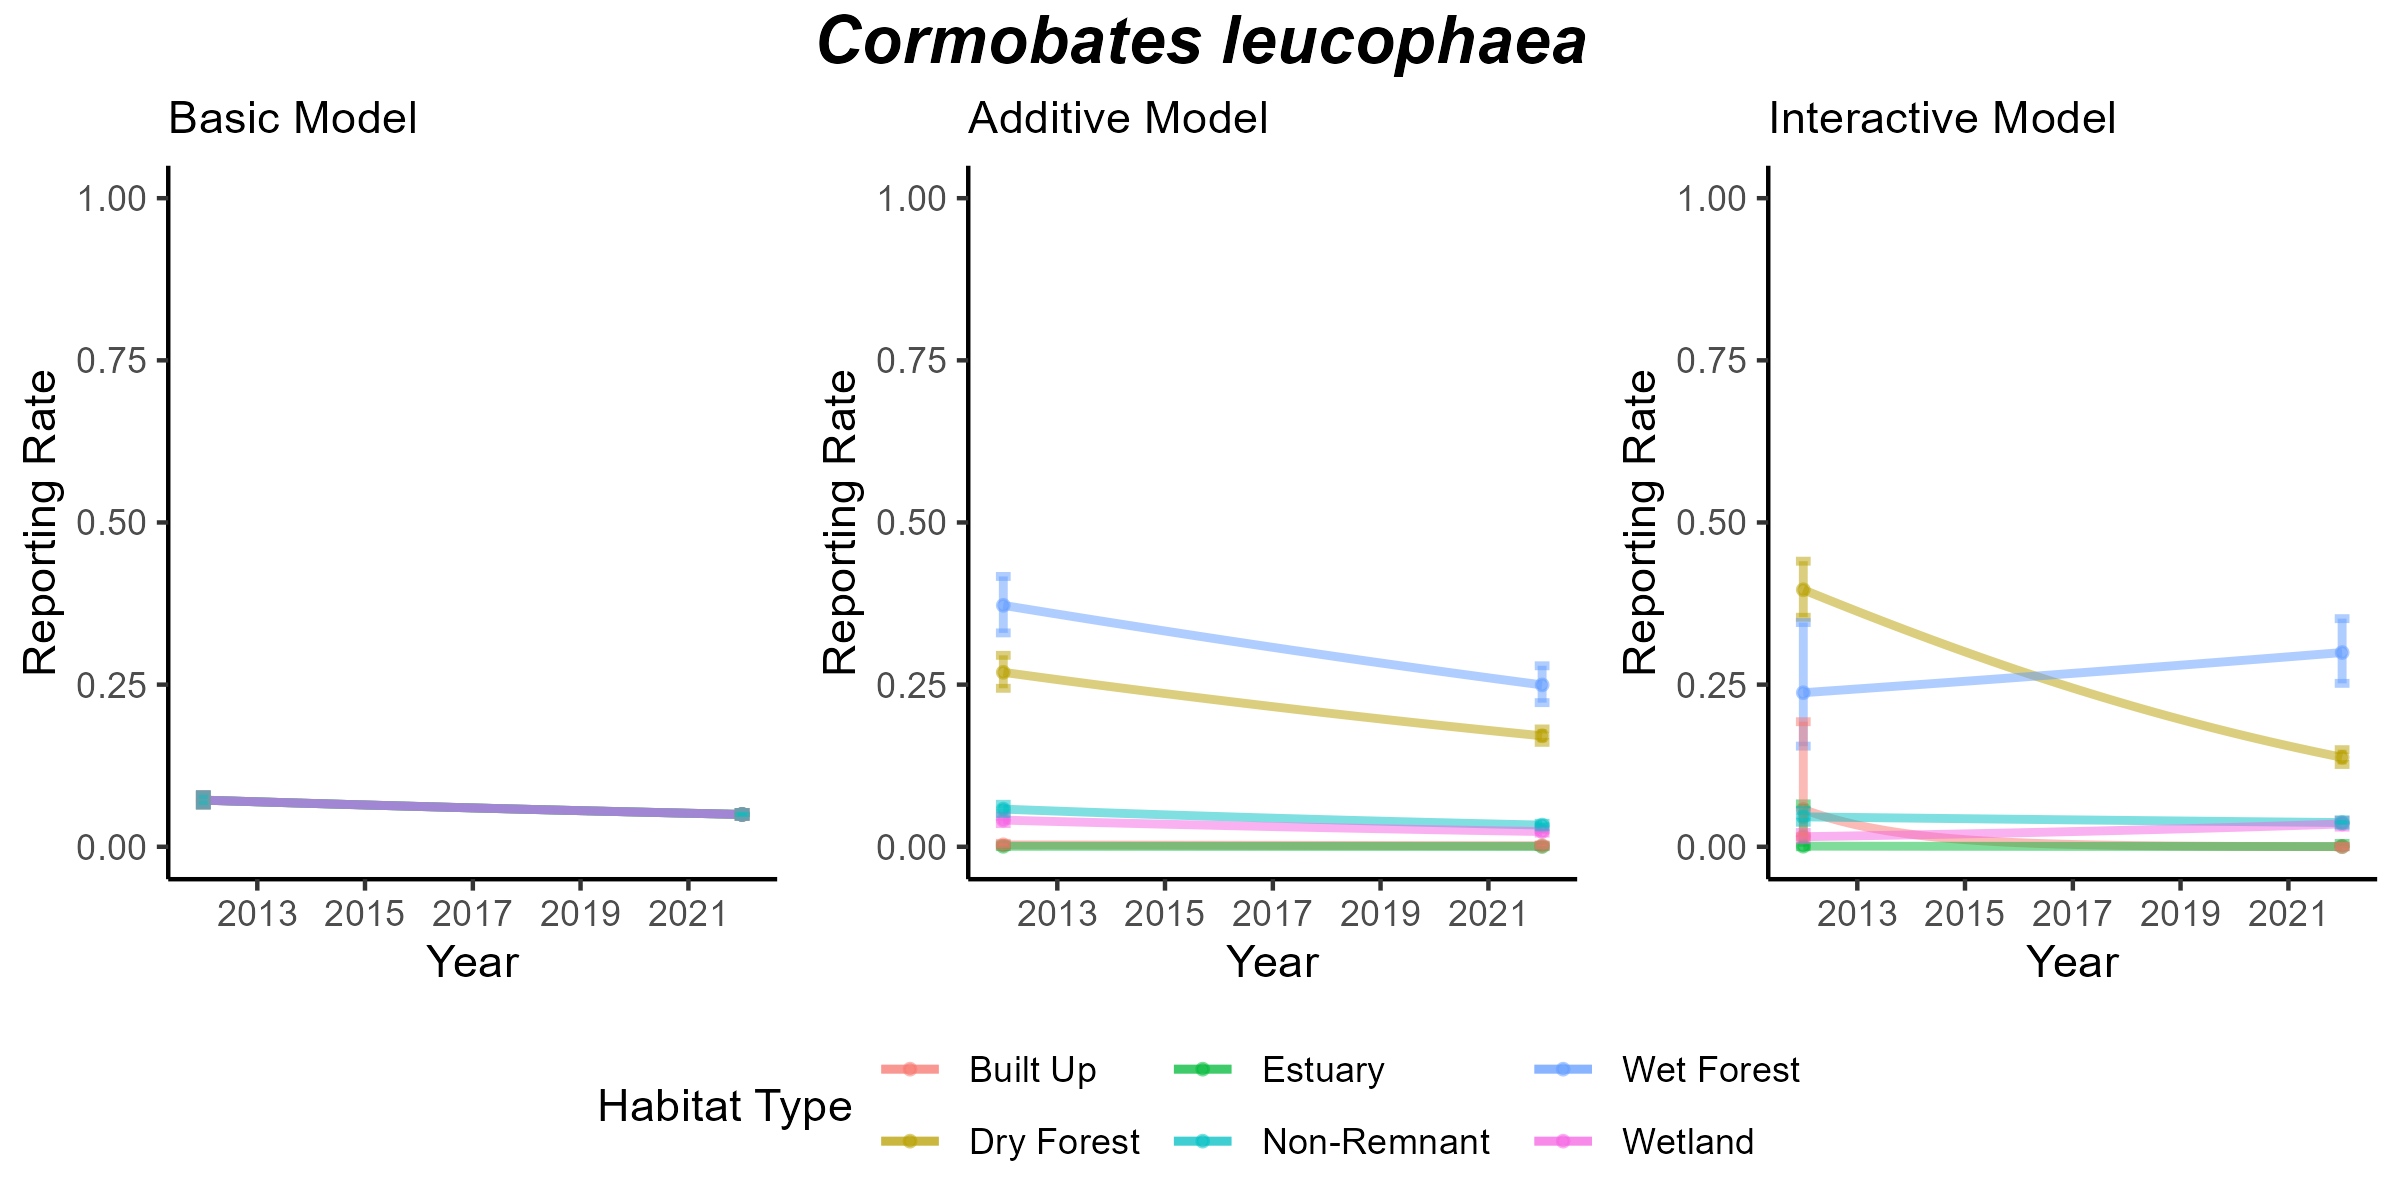 Cormobates leucophaea
Basic Model
Additive Model
Interactive Model
Reporting Rate
1.00
0.75
0.50
0.25
0.00
2013 2015 2017 2019 2021
Year
Reporting Rate
1.00
0.75
0.50
0.25
0.00
2013 2015 2017 2019 2021
Year
Reporting Rate
1.00
0.75
0.50
0.25
0.00
2013 2015 2017 2019 2021
Year
Habitat Type
Built Up
Estuary
Wet Forest
Dry Forest
Non-Remnant
Wetland